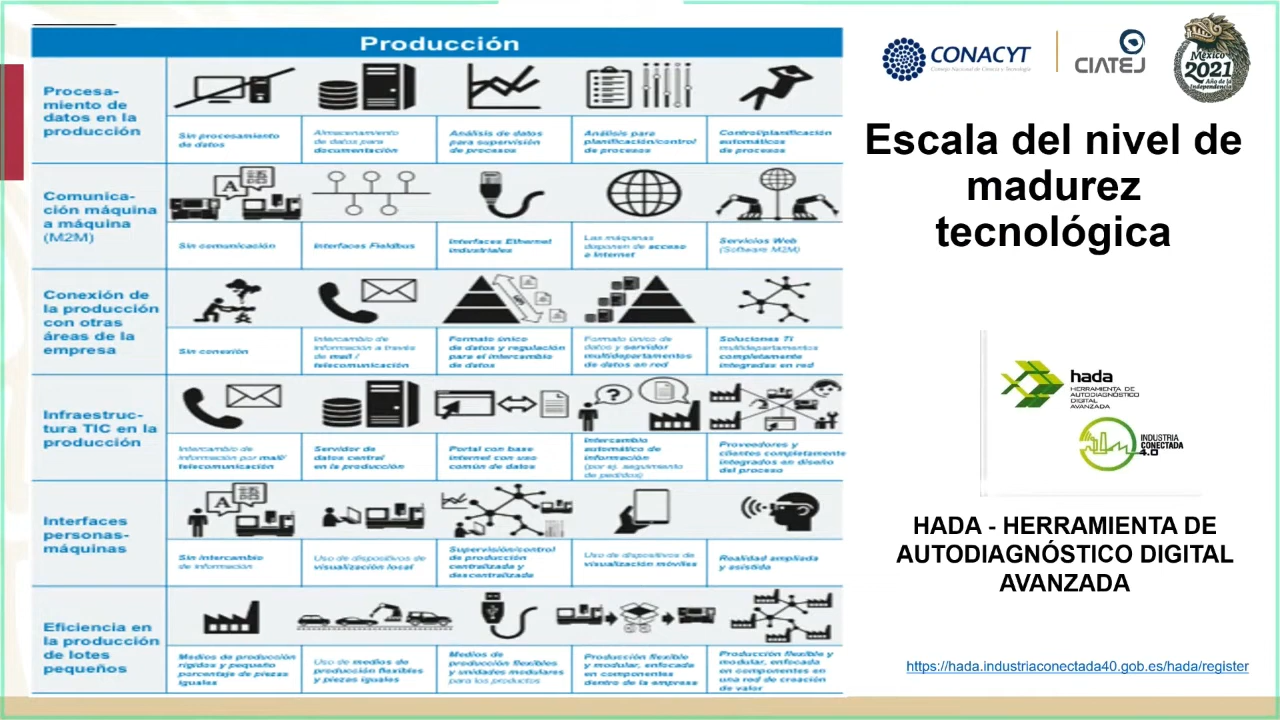 Producción
Procesa-
miento de
datos en la
producción
Sin procesamiento
de datos
Almacenamiento
de datos para
documentación
Análisis de datos
para supervisión
de procesos
Análisis para
planificación/control
de procesos
Control/planificación
automáticos
de procesos
Comunica-
ción máquina
a máquina
(M2M)
Sin comunicación
Interfaces Fieldbus
Interfaces Ethernet
industriales
Las máquinas
disponen de acceso
a Internet
Servicios Web
(Software M2M)
Conexión de
la producción
con otras
áreas de la
empresa
Sin conexión
Intercambio de
información a través
de mail /
telecomunicación
Formato único
de datos y regulación
para el intercambio
de datos
Formato único de
datos y servidor
multidepartamentos
de datos en red
Soluciones TI
multidepartamentos
completamente
integradas en red
Infraestruc-
tura TIC en la
producción
Intercambio de
información por mail/
telecomunicación
Servidor de
datos central
en la producción
Portal con base
internet con uso
común de datos
Intercambio
automático de
información
(por ej. seguimiento
de pedidos)
Proveedores y
clientes completamente
integrados en diseño
del proceso
Interfaces
personas-
máquinas
Sin intercambio
de información
Uso de dispositivos de
visualización local
Supervisión/control
de producción
centralizada y
descentralizada
Uso de dispositivos de
visualización móviles
Realidad ampliada
y asistida
Eficiencia en
la producción
de lotes
pequeños
Medios de producción
rígidos y pequeño
porcentaje de piezas
iguales
Uso de medios de
producción flexibles
y piezas iguales
Medios de
producción flexibles
y unidades modulares
para los productos
Producción flexible
y modular, enfocada
en componentes
dentro de la empresa
Producción flexible y
modular, enfocada
en componentes en
una red de creación
de valor
CONACYT
Consejo Nacional de Ciencia y Tecnología
CIATEJ
México
2021
Año de la
Independencia
Escala del nivel de
madurez
tecnológica
hada
HERRAMIENTA DE
AUTODIAGNÓSTICO
DIGITAL
AVANZADA
INDUSTRIA
CONECTADA
4.0
HADA - HERRAMIENTA DE
AUTODIAGNÓSTICO DIGITAL
AVANZADA
https://hada.industriaconectada40.gob.es/hada/register